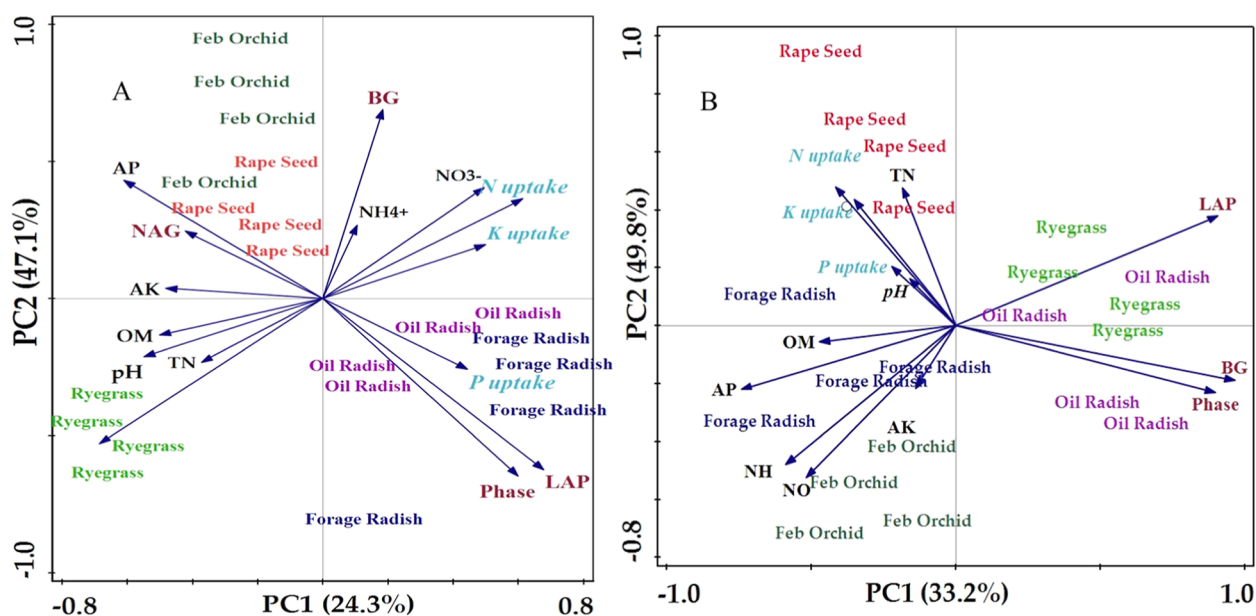 1.0
Feb Orchid
Feb Orchid
A
BG
Feb Orchid
Rape Seed
AP
NO3-
N uptake
Feb Orchid
Rape Seed
NH4+
NAG
Rape Seed
K uptake
Rape Seed
AK
PC2 (47.1%)
Oil Radish
Oil Radish
OM
Forage Radish
TN
pH
Oil Radish
Forage Radish
Oil Radish
P uptake
Ryegrass
Forage Radish
Ryegrass
Ryegrass
Ryegrass
LAP
Phase
Forage Radish
-1.0
-0.8
PC1 (24.3%)
0.8
1.0
Rape Seed
B
Rape Seed
Rape Seed
N uptake
TN
LAP
K uptake
Rape Seed
Ryegrass
P uptake
Ryegrass
Oil Radish
pH
Forage Radish
Ryegrass
Oil Radish
PC2 (49.8%)
Ryegrass
OM
Forage Radish
BG
Forage Radish
AP
Phase
Oil Radish
Forage Radish
Oil Radish
AK
Feb Orchid
NH
Feb Orchid
NO
Feb Orchid
Feb Orchid
-0.8
-1.0
PC1 (33.2%)
1.0